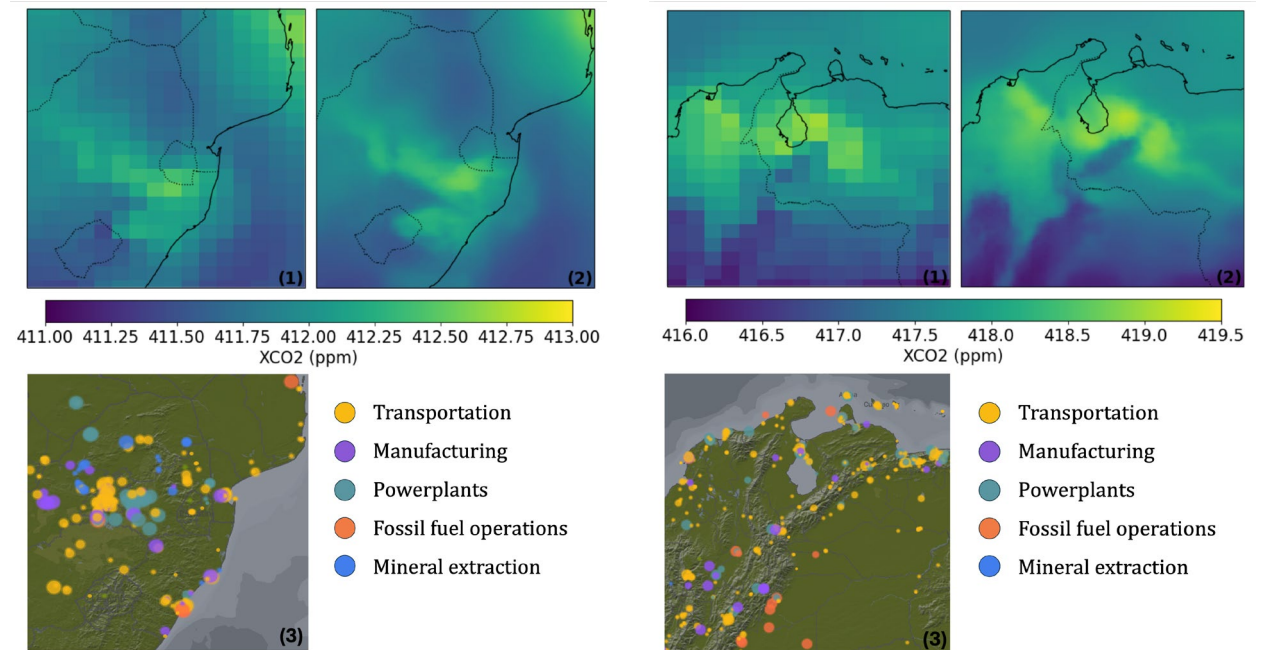 (1)
(2)
(1)
(2)
411.00 411.25 411.50 411.75 412.00 412.25 412.50 412.75 413.00
XCO2 (ppm)
416.0 416.5 417.0 417.5 418.0 418.5 419.0 419.5
XCO2 (ppm)
Transportation
Manufacturing
Powerplants
Fossil fuel operations
Mineral extraction
(3)
Transportation
Manufacturing
Powerplants
Fossil fuel operations
Mineral extraction
(3)